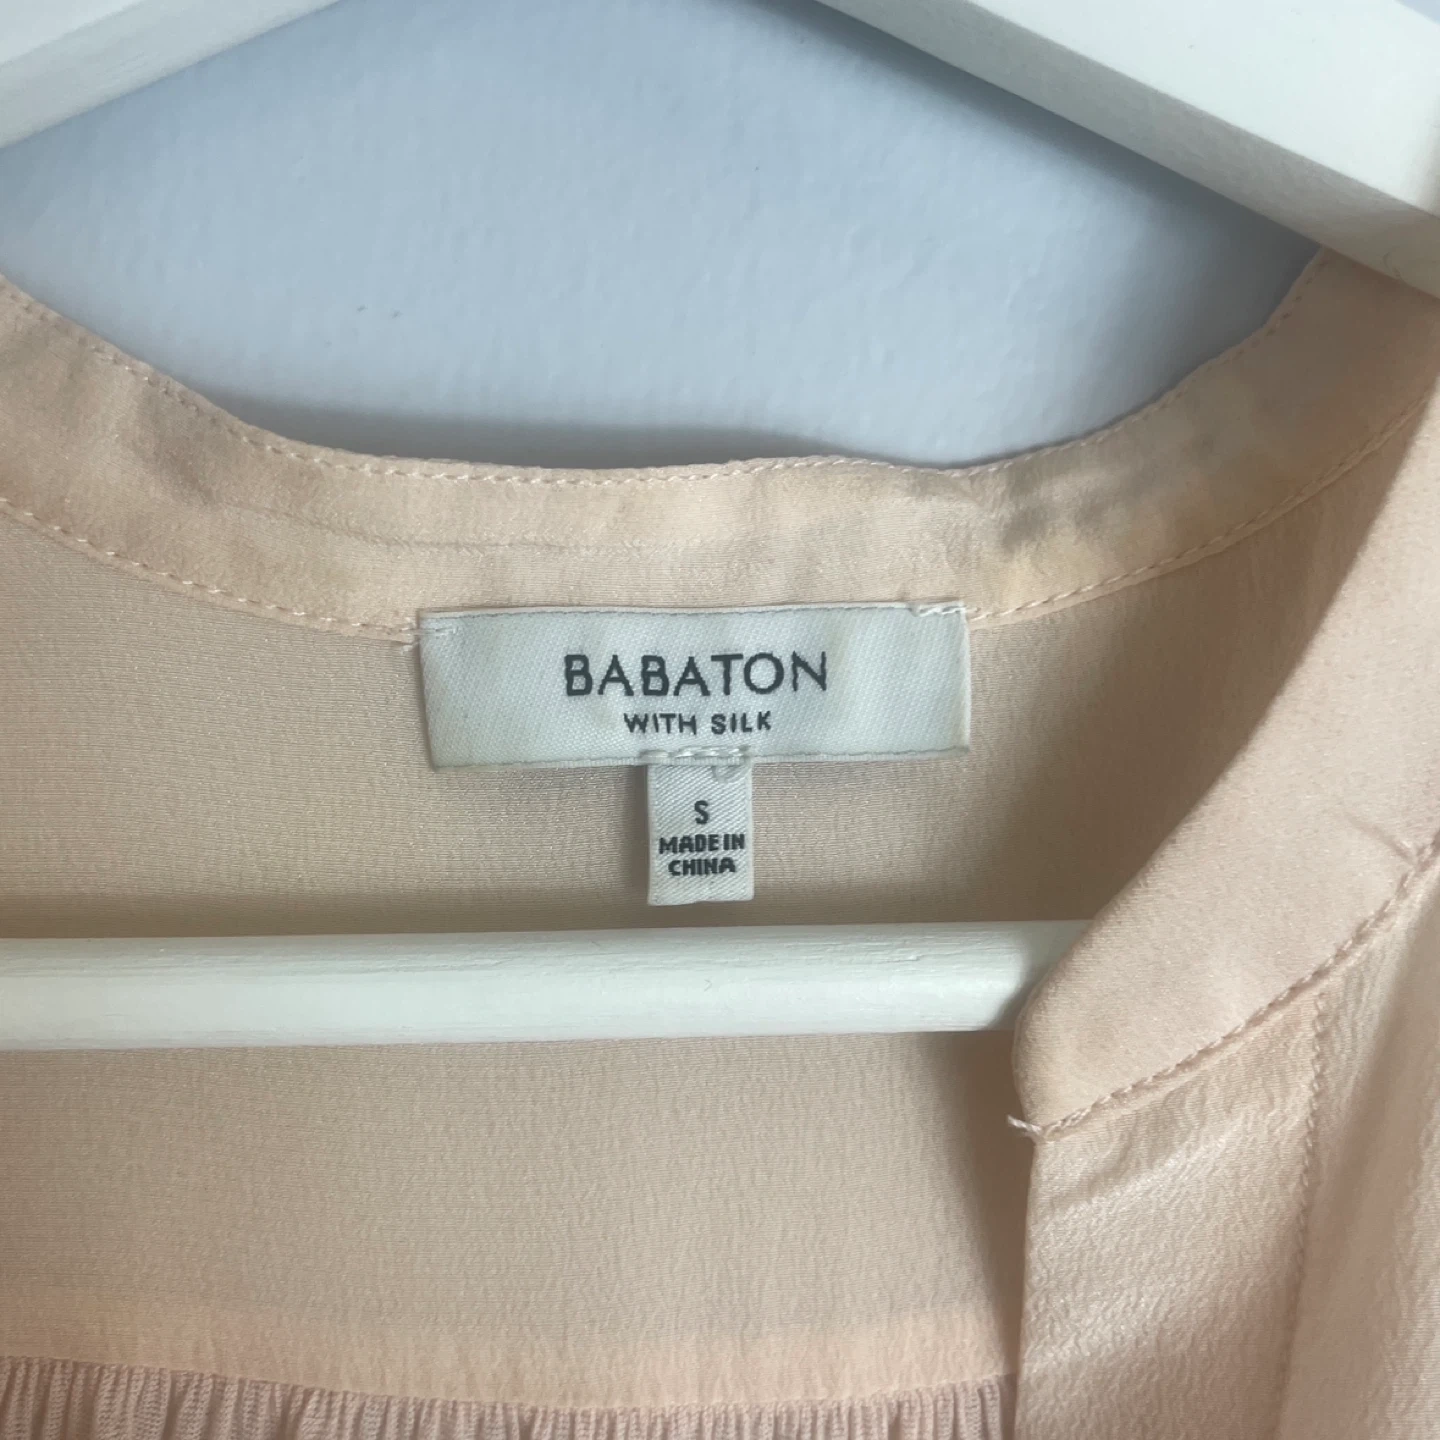 BABATON
WITH SILK
S
MADE IN
CHINA